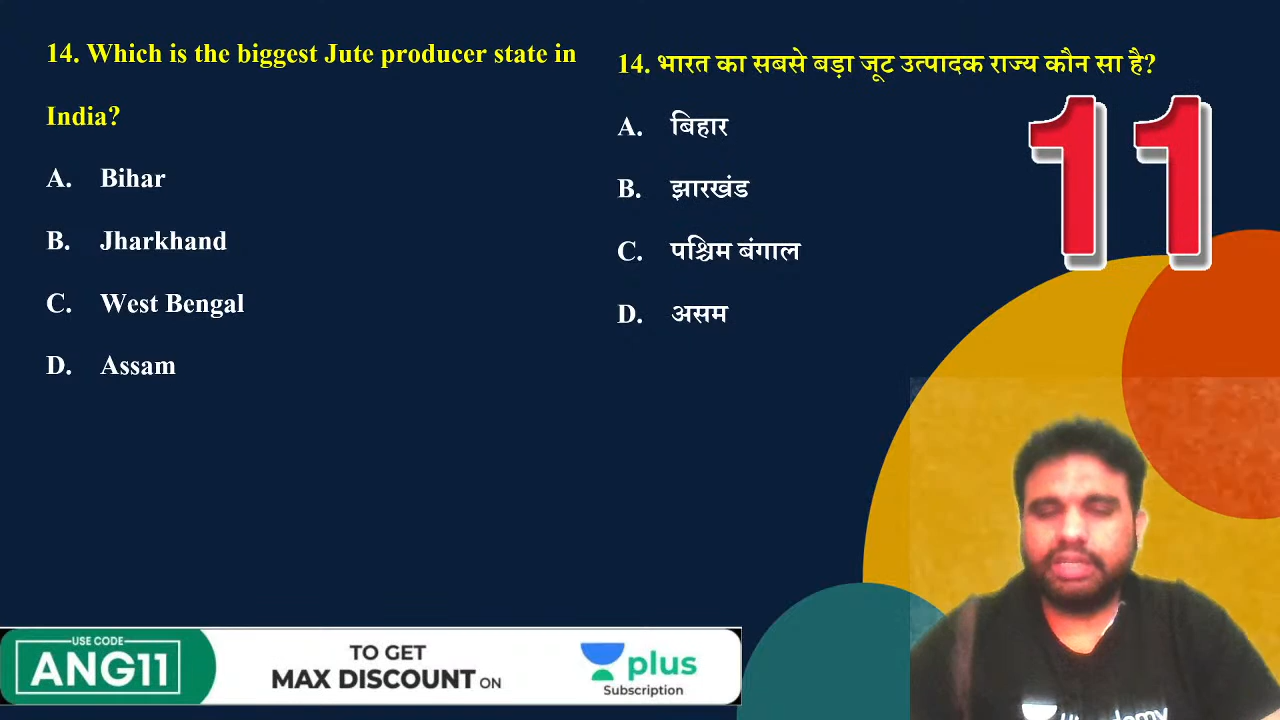 14. Which is the biggest Jute producer state in
India?
A. Bihar
B. Jharkhand
C. West Bengal
D. Assam
14. भारत का सबसे बड़ा जूट उत्पादक राज्य कौन सा है?
A. बिहार
B. झारखंड
C. पश्चिम बंगाल
D. असम
11
USE CODE
ANG11
TO GET
MAX DISCOUNT ON
plus
Subscription